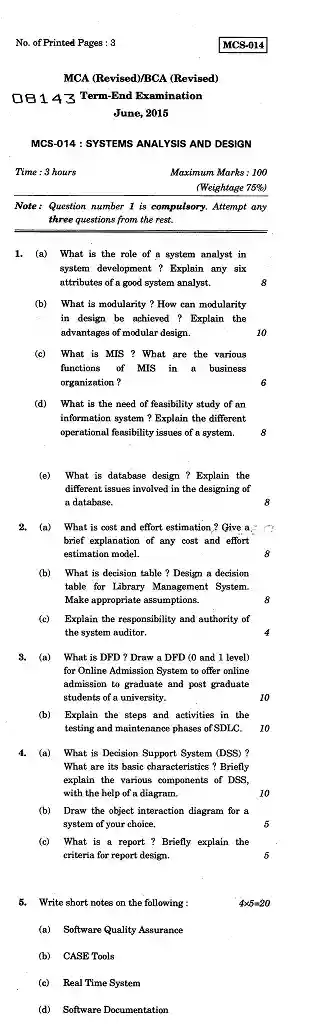 No. of Printed Pages : 3 MCS-014
MCA (Revised)/BCA (Revised)
08143 Term-End Examination
June, 2015
MCS-014 : SYSTEMS ANALYSIS AND DESIGN
Time : 3 hours Maximum Marks : 100
(Weightage 75%)
Note : Question number 1 is compulsory. Attempt any
three questions from the rest.
1. (a) What is the role of a system analyst in
system development ? Explain any six
attributes of a good system analyst. 8
(b) What is modularity ? How can modularity
in design be achieved ? Explain the
advantages of modular design. 10
(c) What is MIS ? What are the various
functions of MIS in a business
organization ? 6
(d) What is the need of feasibility study of an
information system ? Explain the different
operational feasibility issues of a system. 8
(e) What is database design ? Explain the
different issues involved in the designing of
a database. 8
2. (a) What is cost and effort estimation ? Give a
brief explanation of any cost and effort
estimation model. 8
(b) What is decision table ? Design a decision
table for Library Management System.
Make appropriate assumptions. 8
(c) Explain the responsibility and authority of
the system auditor. 4
3. (a) What is DFD ? Draw a DFD (0 and 1 level)
for Online Admission System to offer online
admission to graduate and post graduate
students of a university. 10
(b) Explain the steps and activities in the
testing and maintenance phases of SDLC. 10
4. (a) What is Decision Support System (DSS) ?
What are its basic characteristics ? Briefly
explain the various components of DSS,
with the help of a diagram. 10
(b) Draw the object interaction diagram for a
system of your choice. 5
(c) What is a report ? Briefly explain the
criteria for report design. 5
5. Write short notes on the following : 4×5=20
(a) Software Quality Assurance
(b) CASE Tools
(c) Real Time System
(d) Software Documentation